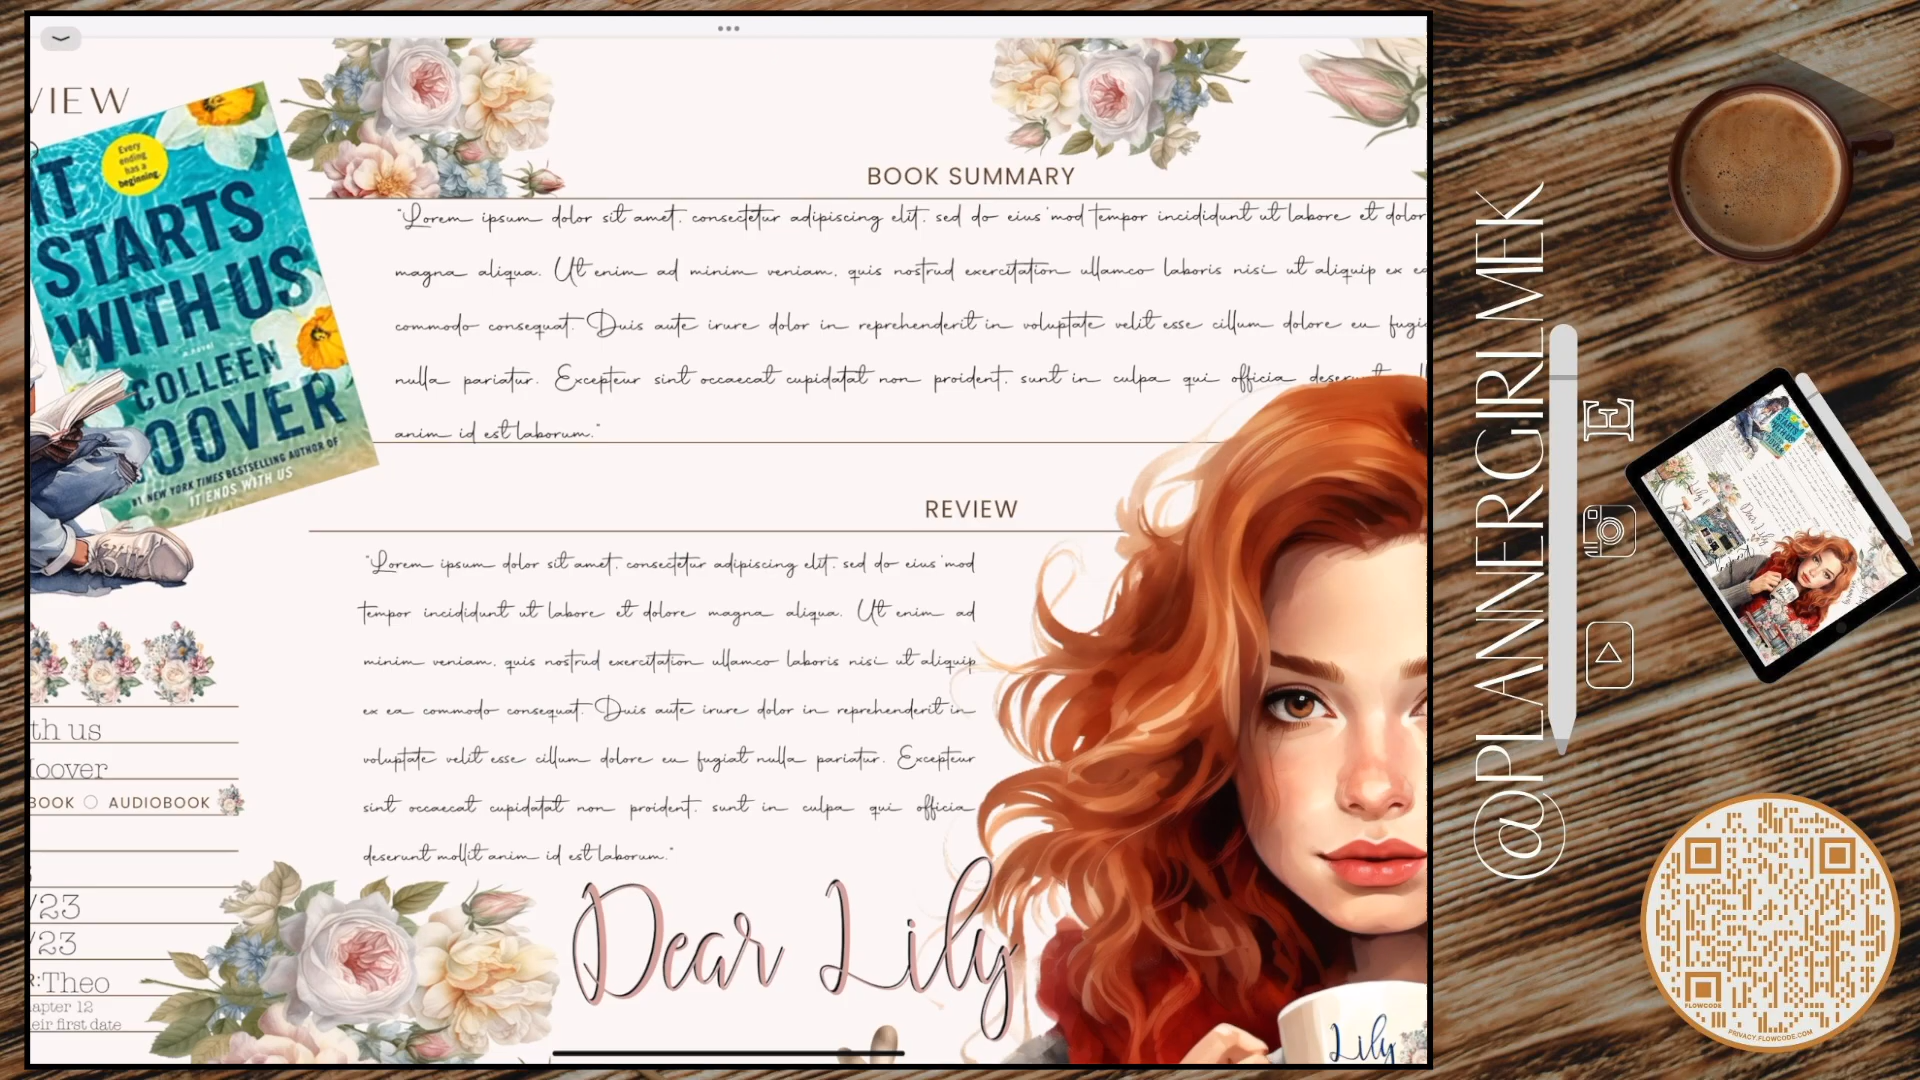 VIEW
Every
ending
has a
beginning.
IT
STARTS
WITH US
a novel
COLLEEN
OOVER
#1 NEW YORK TIMES BESTSELLING AUTHOR OF
IT ENDS WITH US
th us
oover
BOOK AUDIOBOOK
/23
/23
R:Theo
apter 12
eir first date
BOOK SUMMARY
"Lorem ipsum dolor sit amet, consectetur adipiscing elit, sed do eius'mod tempor incididunt ut labore et dolor
magna aliqua. Ut enim ad minim veniam, quis nostrud exercitation ullamco laboris nisi ut aliquip ex ea
commodo consequat. Duis aute irure dolor in reprehenderit in voluptate velit esse cillum dolore eu fugi
nulla pariatur. Excepteur sint occaecat cupidatat non proident, sunt in culpa qui officia deserunt
anim id est laborum."
REVIEW
"Lorem ipsum dolor sit amet, consectetur adipiscing elit, sed do eius'mod
tempor incididunt ut labore et dolore magna aliqua. Ut enim ad
minim veniam, quis nostrud exercitation ullamco laboris nisi ut aliquip
ex ea commodo consequat. Duis aute irure dolor in reprehenderit in
voluptate velit esse cillum dolore eu fugiat nulla pariatur. Excepteur
sint occaecat cupidatat non proident, sunt in culpa qui officia
deserunt mollit anim id est laborum."
Dear Lily
Lily
@PLANNERGIRLMEK
E
FLOWCODE
PRIVACY.FLOWCODE.COM